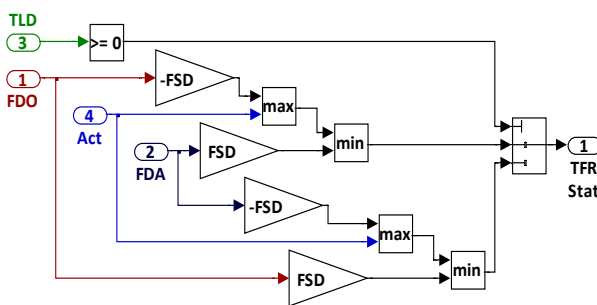 TLD
3
>= 0
1
FDO
-FSD
4
Act
max
2
FDA
FSD
min
1
TFR
Stat
-FSD
max
FSD
min